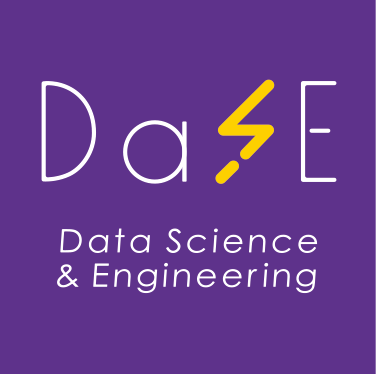 DaSE
Data Science
& Engineering